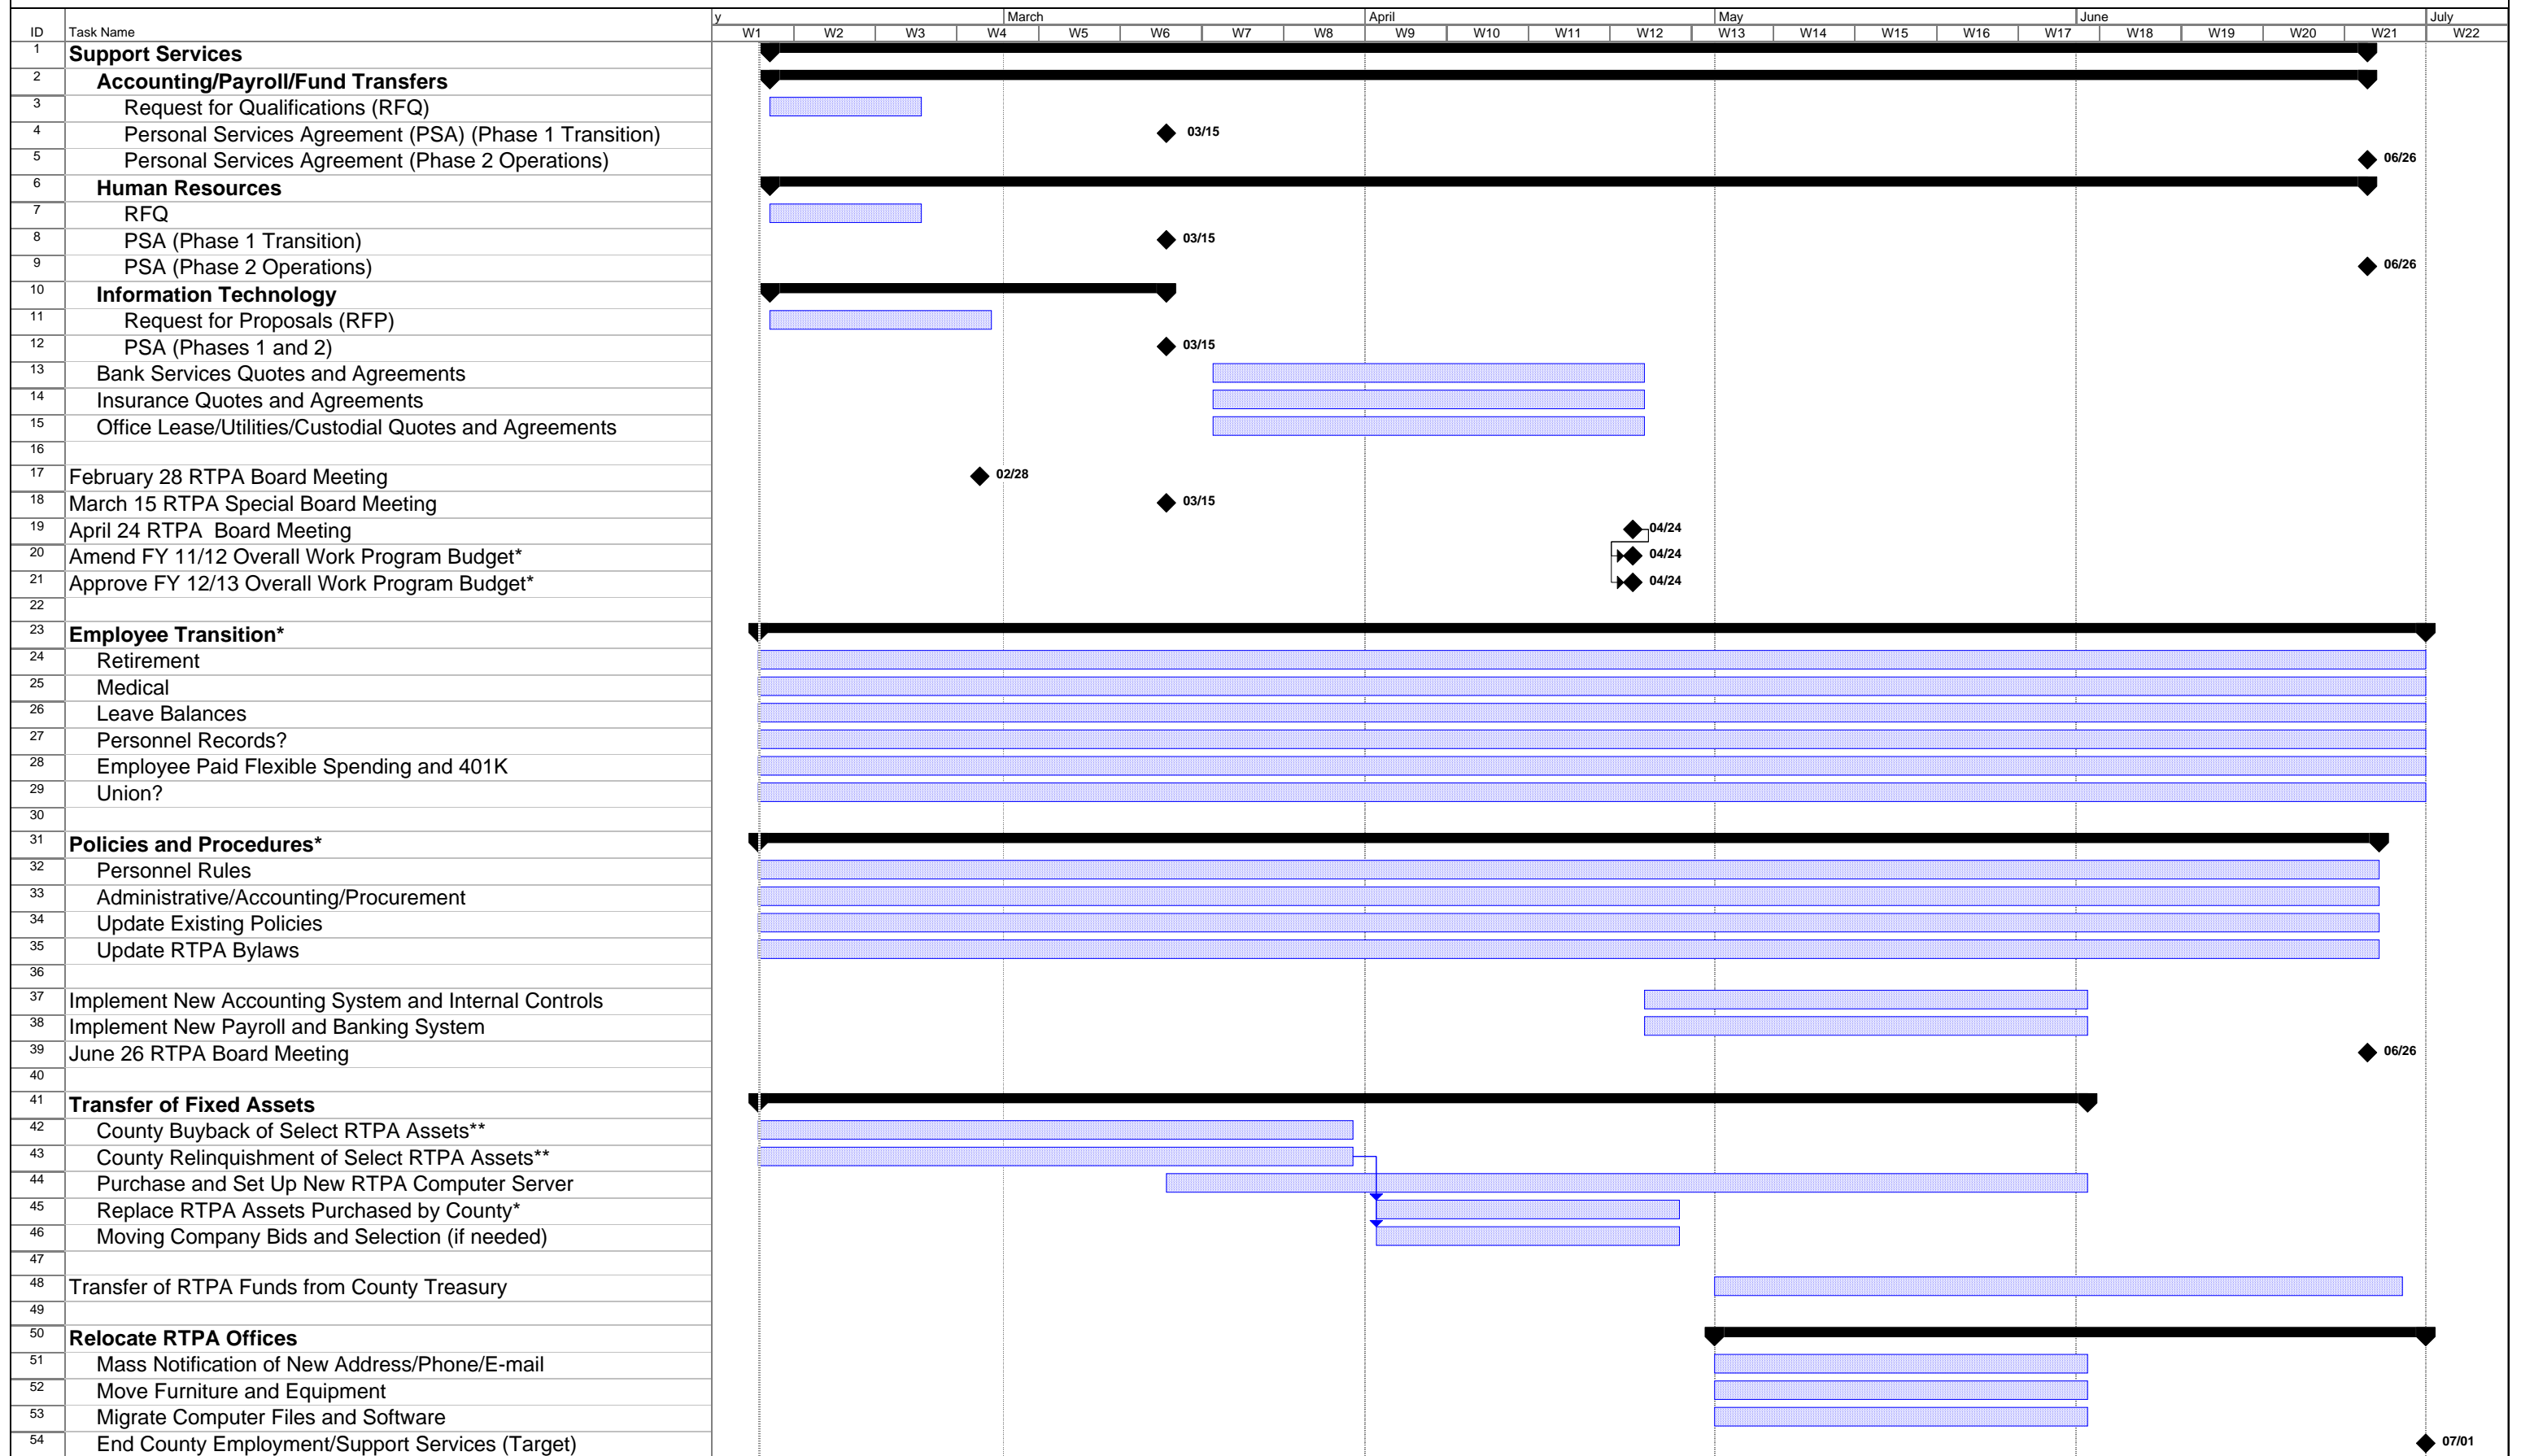 y March April May June July
ID Task Name W1 W2 W3 W4 W5 W6 W7 W8 W9 W10 W11 W12 W13 W14 W15 W16 W17 W18 W19 W20 W21 W22
1 Support Services
2 Accounting/Payroll/Fund Transfers
3 Request for Qualifications (RFQ)
4 Personal Services Agreement (PSA) (Phase 1 Transition) 03/15
5 Personal Services Agreement (Phase 2 Operations) 06/26
6 Human Resources
7 RFQ
8 PSA (Phase 1 Transition) 03/15
9 PSA (Phase 2 Operations) 06/26
10 Information Technology
11 Request for Proposals (RFP)
12 PSA (Phases 1 and 2) 03/15
13 Bank Services Quotes and Agreements
14 Insurance Quotes and Agreements
15 Office Lease/Utilities/Custodial Quotes and Agreements
16
17 February 28 RTPA Board Meeting 02/28
18 March 15 RTPA Special Board Meeting 03/15
19 April 24 RTPA  Board Meeting 04/24
20 Amend FY 11/12 Overall Work Program Budget* 04/24
21 Approve FY 12/13 Overall Work Program Budget* 04/24
22
23 Employee Transition*
24 Retirement
25 Medical
26 Leave Balances
27 Personnel Records?
28 Employee Paid Flexible Spending and 401K
29 Union?
30
31 Policies and Procedures*
32 Personnel Rules
33 Administrative/Accounting/Procurement
34 Update Existing Policies
35 Update RTPA Bylaws
36
37 Implement New Accounting System and Internal Controls
38 Implement New Payroll and Banking System
39 June 26 RTPA Board Meeting 06/26
40
41 Transfer of Fixed Assets
42 County Buyback of Select RTPA Assets**
43 County Relinquishment of Select RTPA Assets**
44 Purchase and Set Up New RTPA Computer Server
45 Replace RTPA Assets Purchased by County*
46 Moving Company Bids and Selection (if needed)
47
48 Transfer of RTPA Funds from County Treasury
49
50 Relocate RTPA Offices
51 Mass Notification of New Address/Phone/E-mail
52 Move Furniture and Equipment
53 Migrate Computer Files and Software
54 End County Employment/Support Services (Target) 07/01